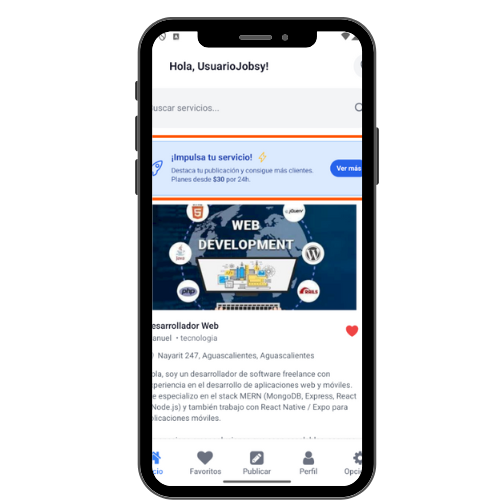 Hola, UsuarioJobsy!
uscar servicios...
¡Impulsa tu servicio!
Destaca tu publicación y consigue más clientes.
Planes desde $30 por 24h.
Ver más
WEB
DEVELOPMENT
jQuery
Java
php
RAILS
esarrollador Web
anuel • tecnologia
Nayarit 247, Aguascalientes, Aguascalientes
ola, soy un desarrollador de software freelance con
periencia en el desarrollo de aplicaciones web y móviles.
e especializo en el stack MERN (MongoDB, Express, React
Node.js) y también trabajo con React Native / Expo para
licaciones móviles.
cio
Favoritos
Publicar
Perfil
Opci